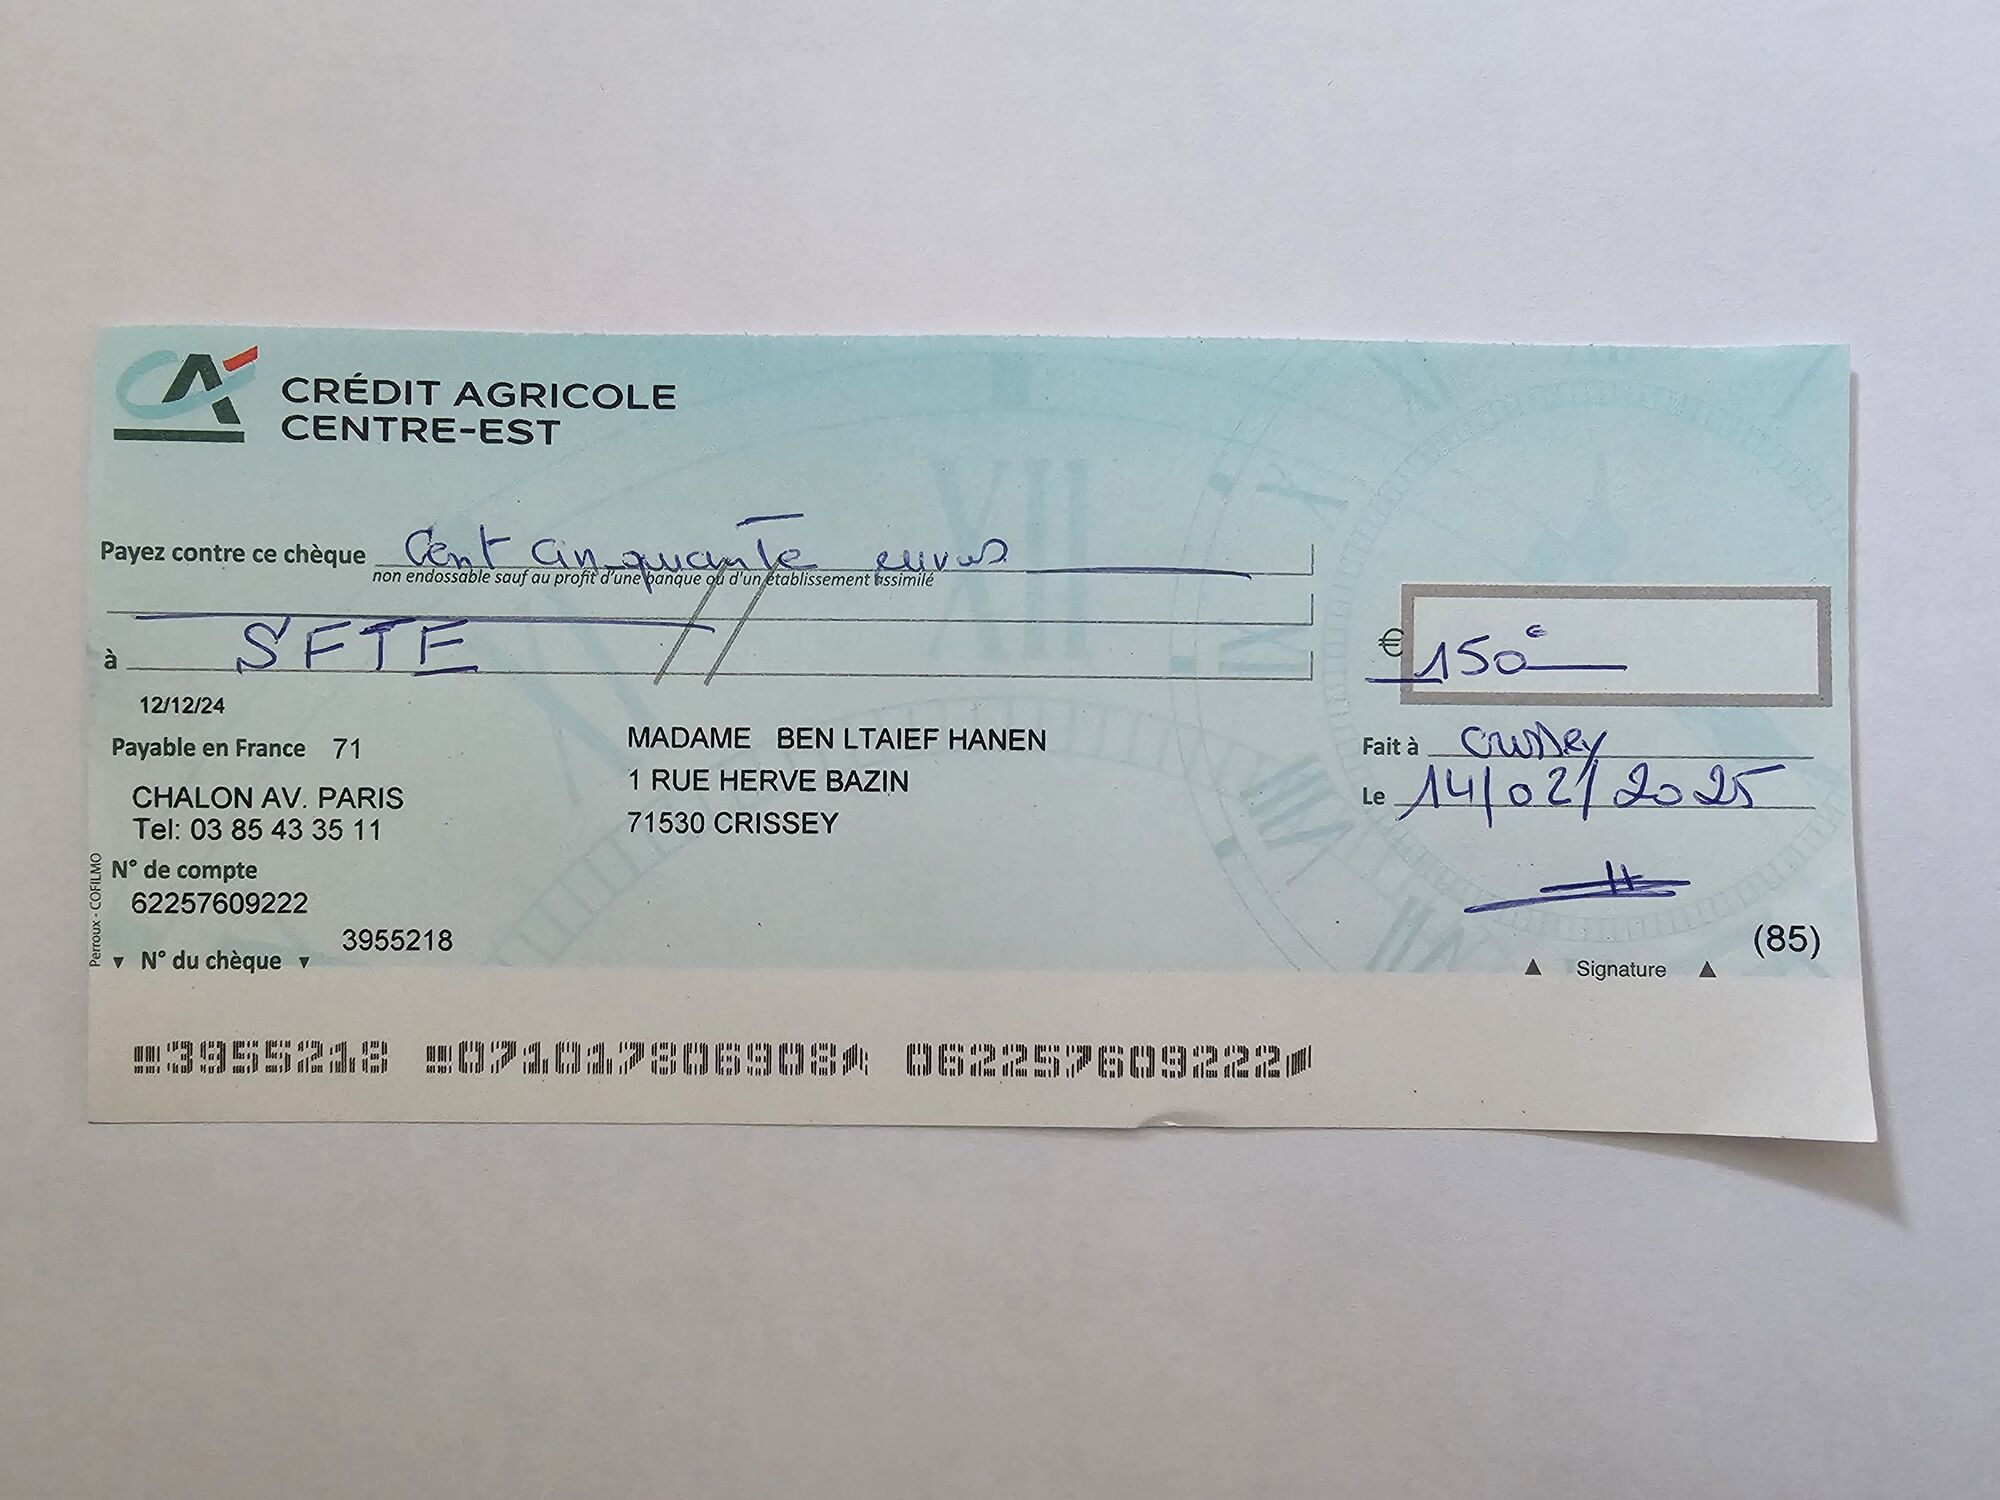 CRÉDIT AGRICOLE
CENTRE-EST
Payez contre ce chèque Cent cinquante euros
non endossable sauf au profit d'une banque ou d'un établissement assimilé
à SFTE
€ 150€
12/12/24
Payable en France 71
CHALON AV. PARIS
Tel: 03 85 43 35 11
MADAME BEN LTAIEF HANEN
1 RUE HERVE BAZIN
71530 CRISSEY
Fait à Crissey
Le 14/02/2025
N° de compte
62257609222
3955218
N° du chèque
Perroux - COFILMO
Signature
(85)
3955218 071017806908 062257609222